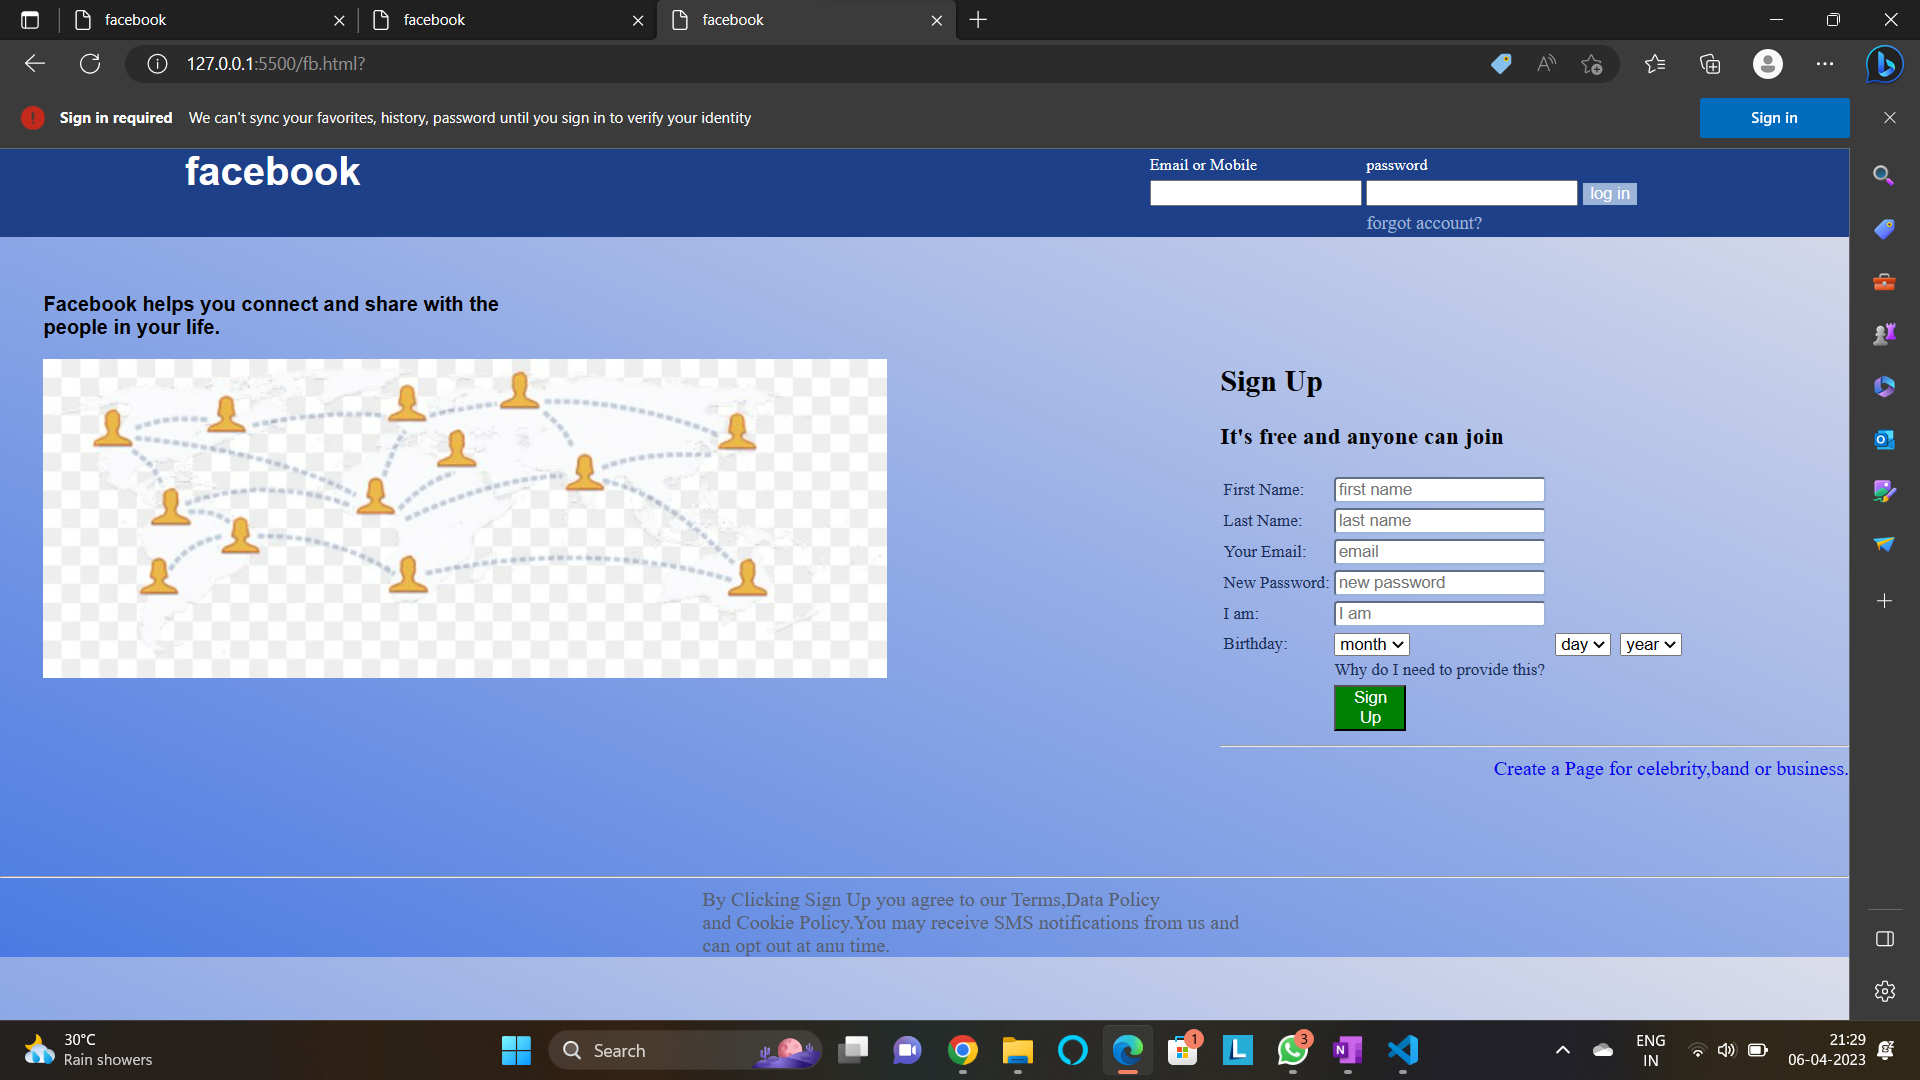 facebook
facebook
facebook
127.0.0.1:5500/fb.html?
Sign in required We can't sync your favorites, history, password until you sign in to verify your identity
Sign in
facebook
Email or Mobile password
log in
forgot account?
Facebook helps you connect and share with the
people in your life.
Sign Up
It's free and anyone can join
First Name: first name
Last Name: last name
Your Email: email
New Password: new password
I am: I am
Birthday: month day year
Why do I need to provide this?
Sign
Up
Create a Page for celebrity,band or business.
By Clicking Sign Up you agree to our Terms,Data Policy
and Cookie Policy.You may receive SMS notifications from us and
can opt out at anu time.
30°C
Rain showers
Search
1
3
ENG
IN
21:29
06-04-2023